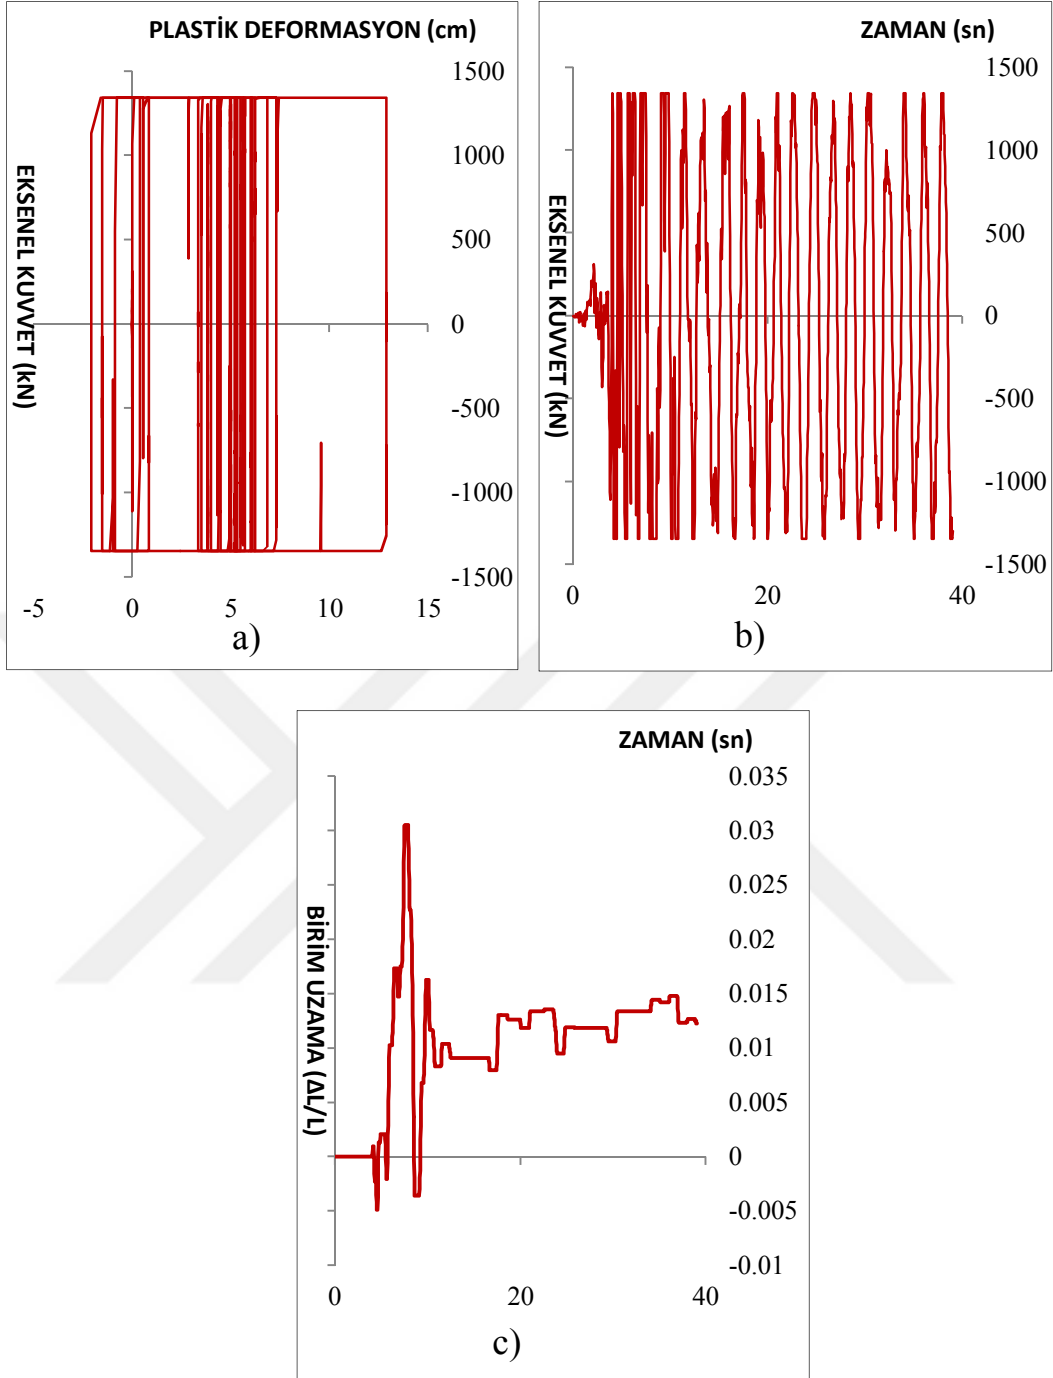 PLASTİK DEFORMASYON (cm)
1500
1000
500
0
-500
-1000
-1500
-5 0 5 10 15
EKSENEL KUVVET (kN)
a)
ZAMAN (sn)
1500
1000
500
0
-500
-1000
-1500
0 20 40
EKSENEL KUVVET (kN)
b)
ZAMAN (sn)
0.035
0.03
0.025
0.02
0.015
0.01
0.005
0
-0.005
-0.01
0 20 40
BİRİM UZAMA (ΔL/L)
c)